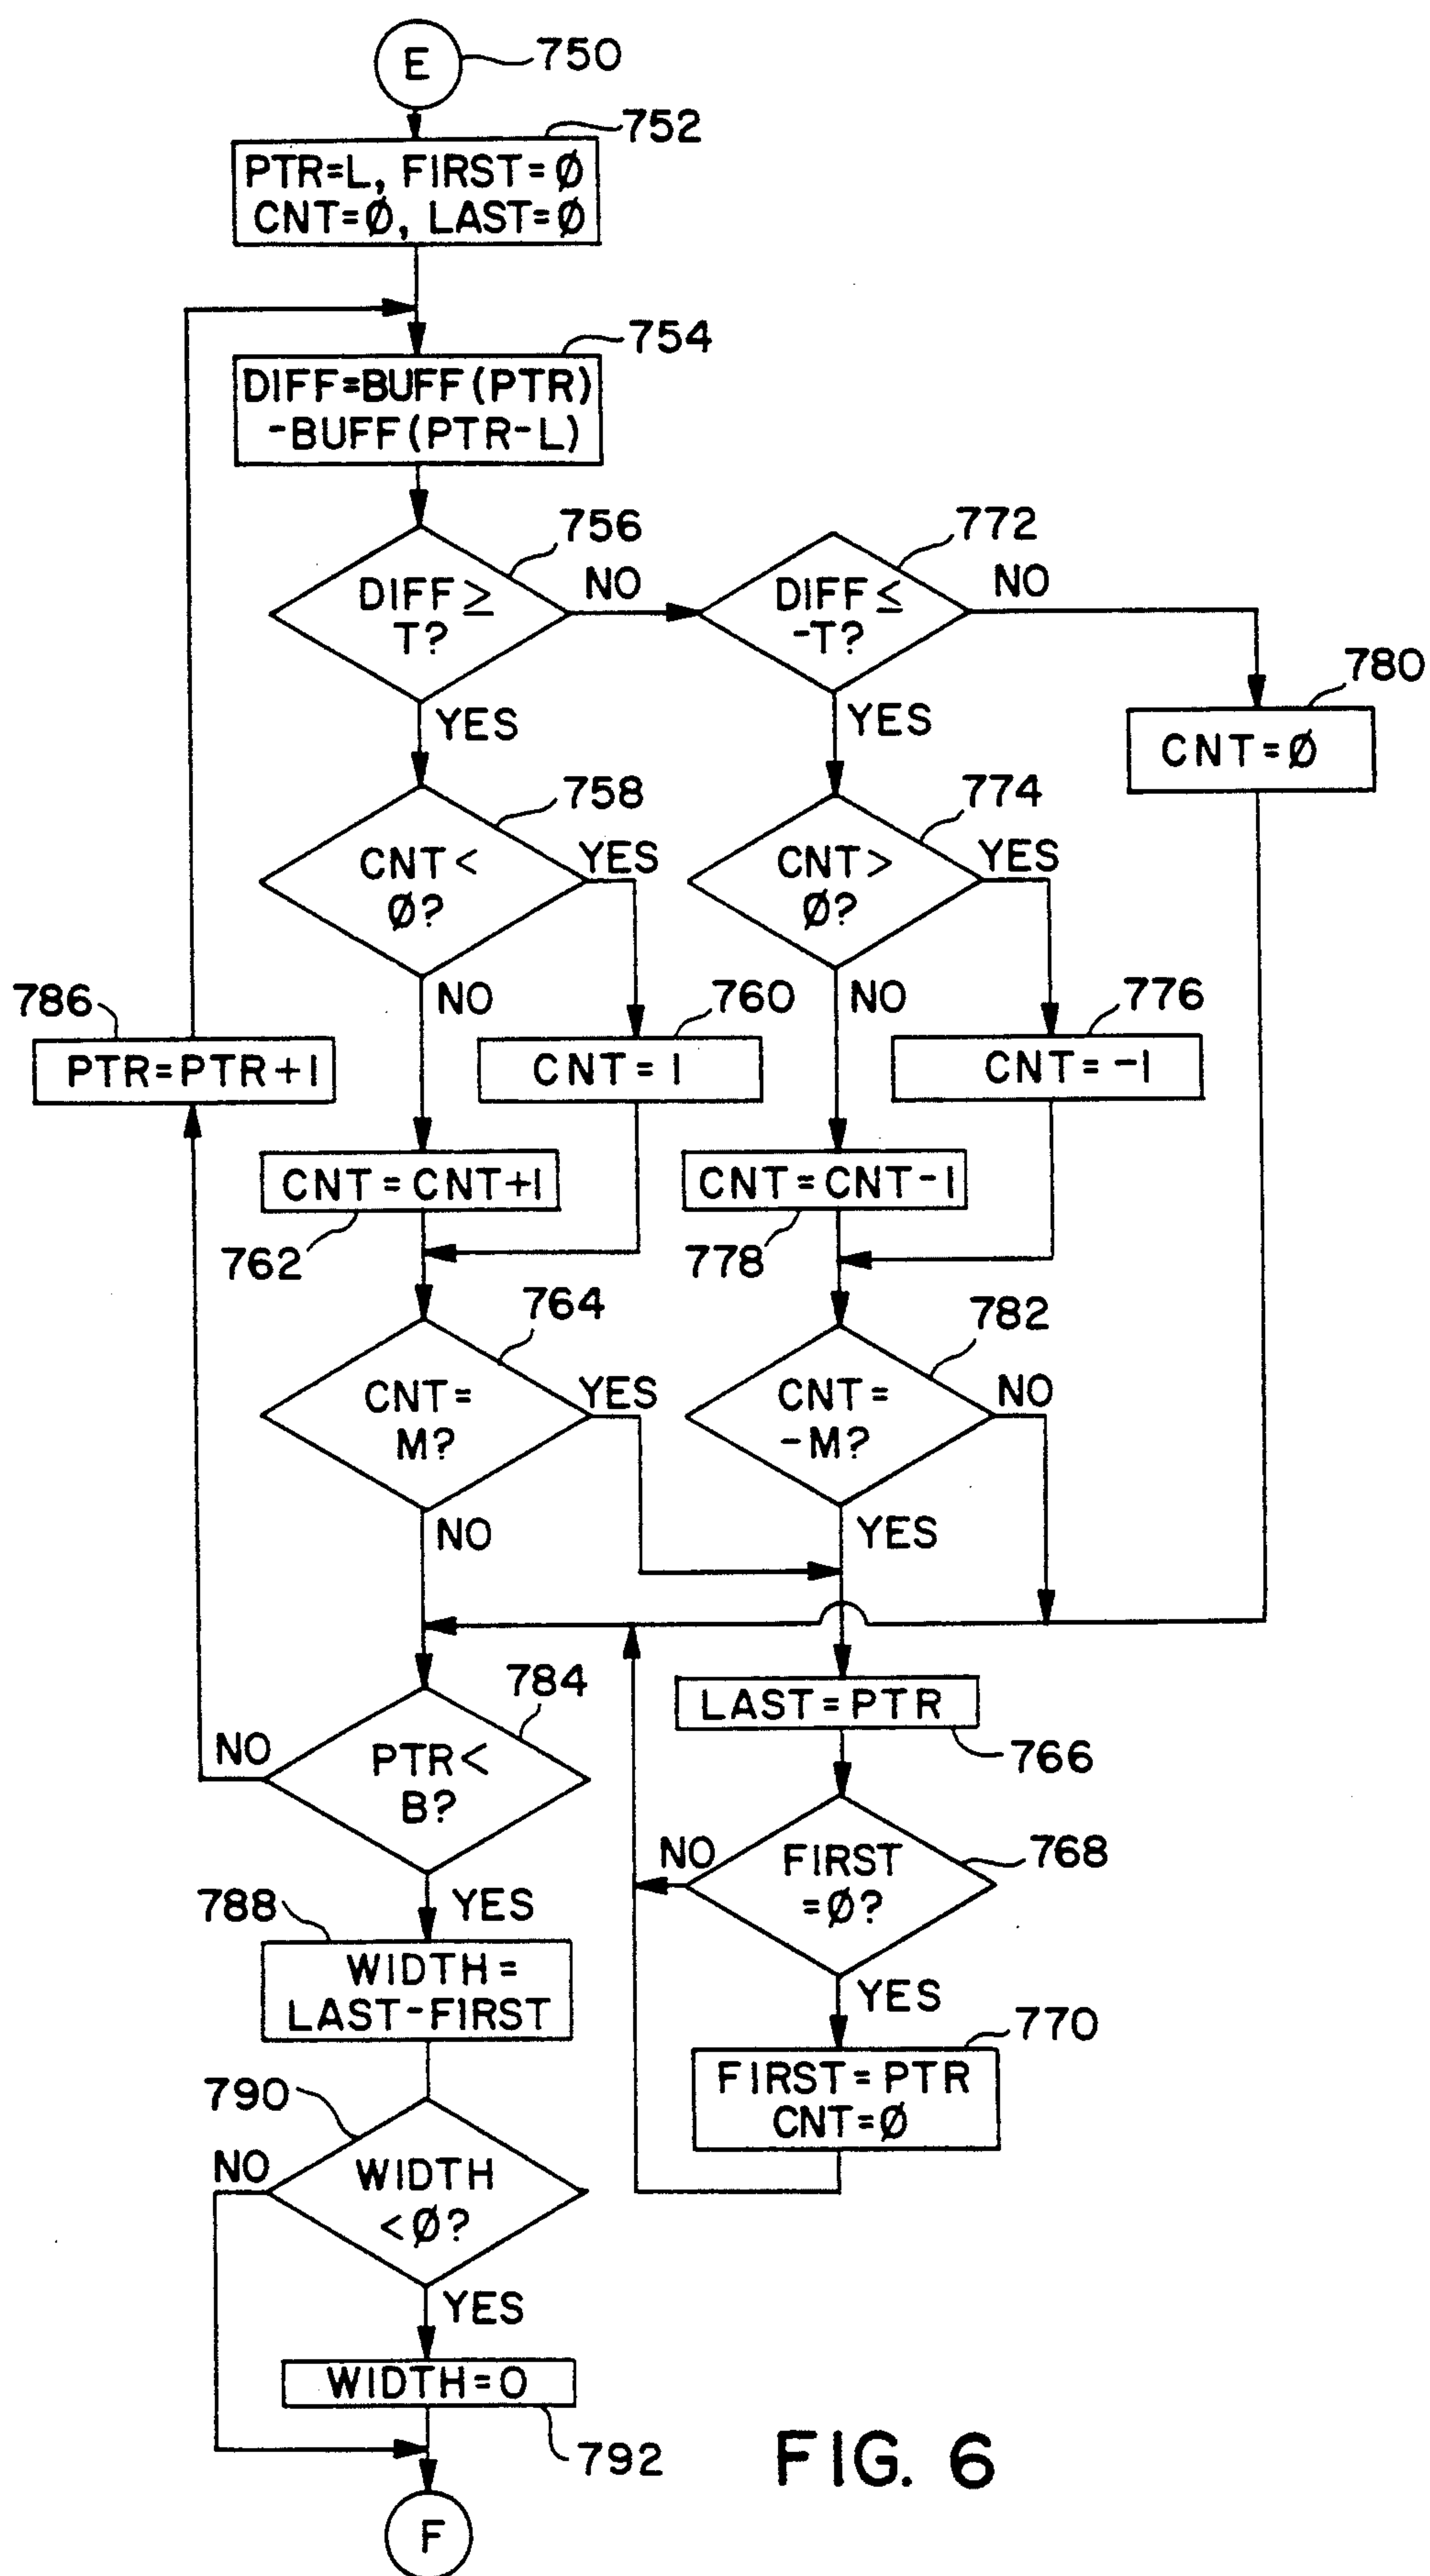 E
750
752
PTR=L, FIRST=Ø
CNT=Ø, LAST=Ø
754
DIFF=BUFF(PTR)
-BUFF(PTR-L)
756
DIFF≥
T?
NO
YES
772
DIFF≤
-T?
NO
YES
780
CNT=Ø
758
CNT<
Ø?
YES
NO
774
CNT>
Ø?
YES
NO
786
PTR=PTR+1
760
CNT=1
776
CNT=-1
CNT=CNT+1
762
CNT=CNT-1
778
764
CNT=
M?
YES
NO
782
CNT=
-M?
NO
YES
784
PTR<
B?
NO
YES
LAST=PTR
766
768
FIRST
=Ø?
NO
YES
788
WIDTH=
LAST-FIRST
770
FIRST=PTR
CNT=Ø
790
WIDTH
<Ø?
NO
YES
WIDTH=0
792
F
FIG. 6